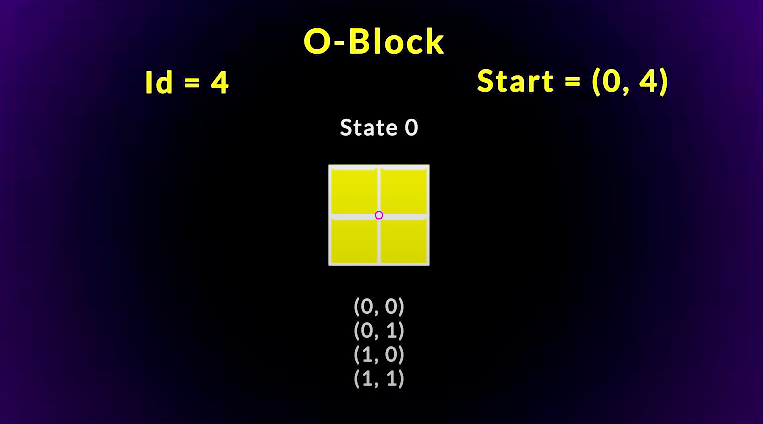 O-Block
Id = 4
Start = (0, 4)
State 0
(0, 0)
(0, 1)
(1, 0)
(1, 1)